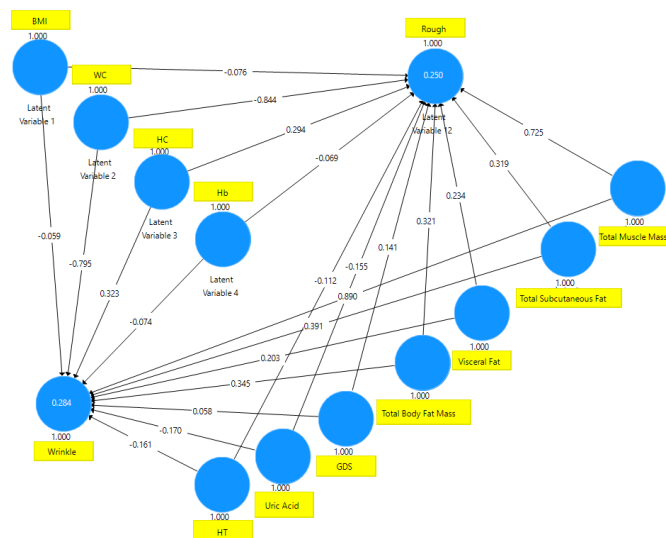 BMI
1.000
Rough
1.000
WC
1.000
0.250
-0.076
Latent
Variable 1
-0.844
Latent
Variable 12
HC
1.000
0.294
0.725
Latent
Variable 2
-0.069
0.319
Hb
1.000
0.234
Latent
Variable 3
0.321
1.000
Total Muscle Mass
-0.059
0.141
-0.795
-0.155
-0.112
Latent
Variable 4
0.323
0.890
1.000
Total Subcutaneous Fat
-0.074
0.391
0.203
1.000
Visceral Fat
0.345
0.284
0.058
1.000
Total Body Fat Mass
-0.170
1.000
Wrinkle
-0.161
1.000
GDS
1.000
Uric Acid
1.000
HT